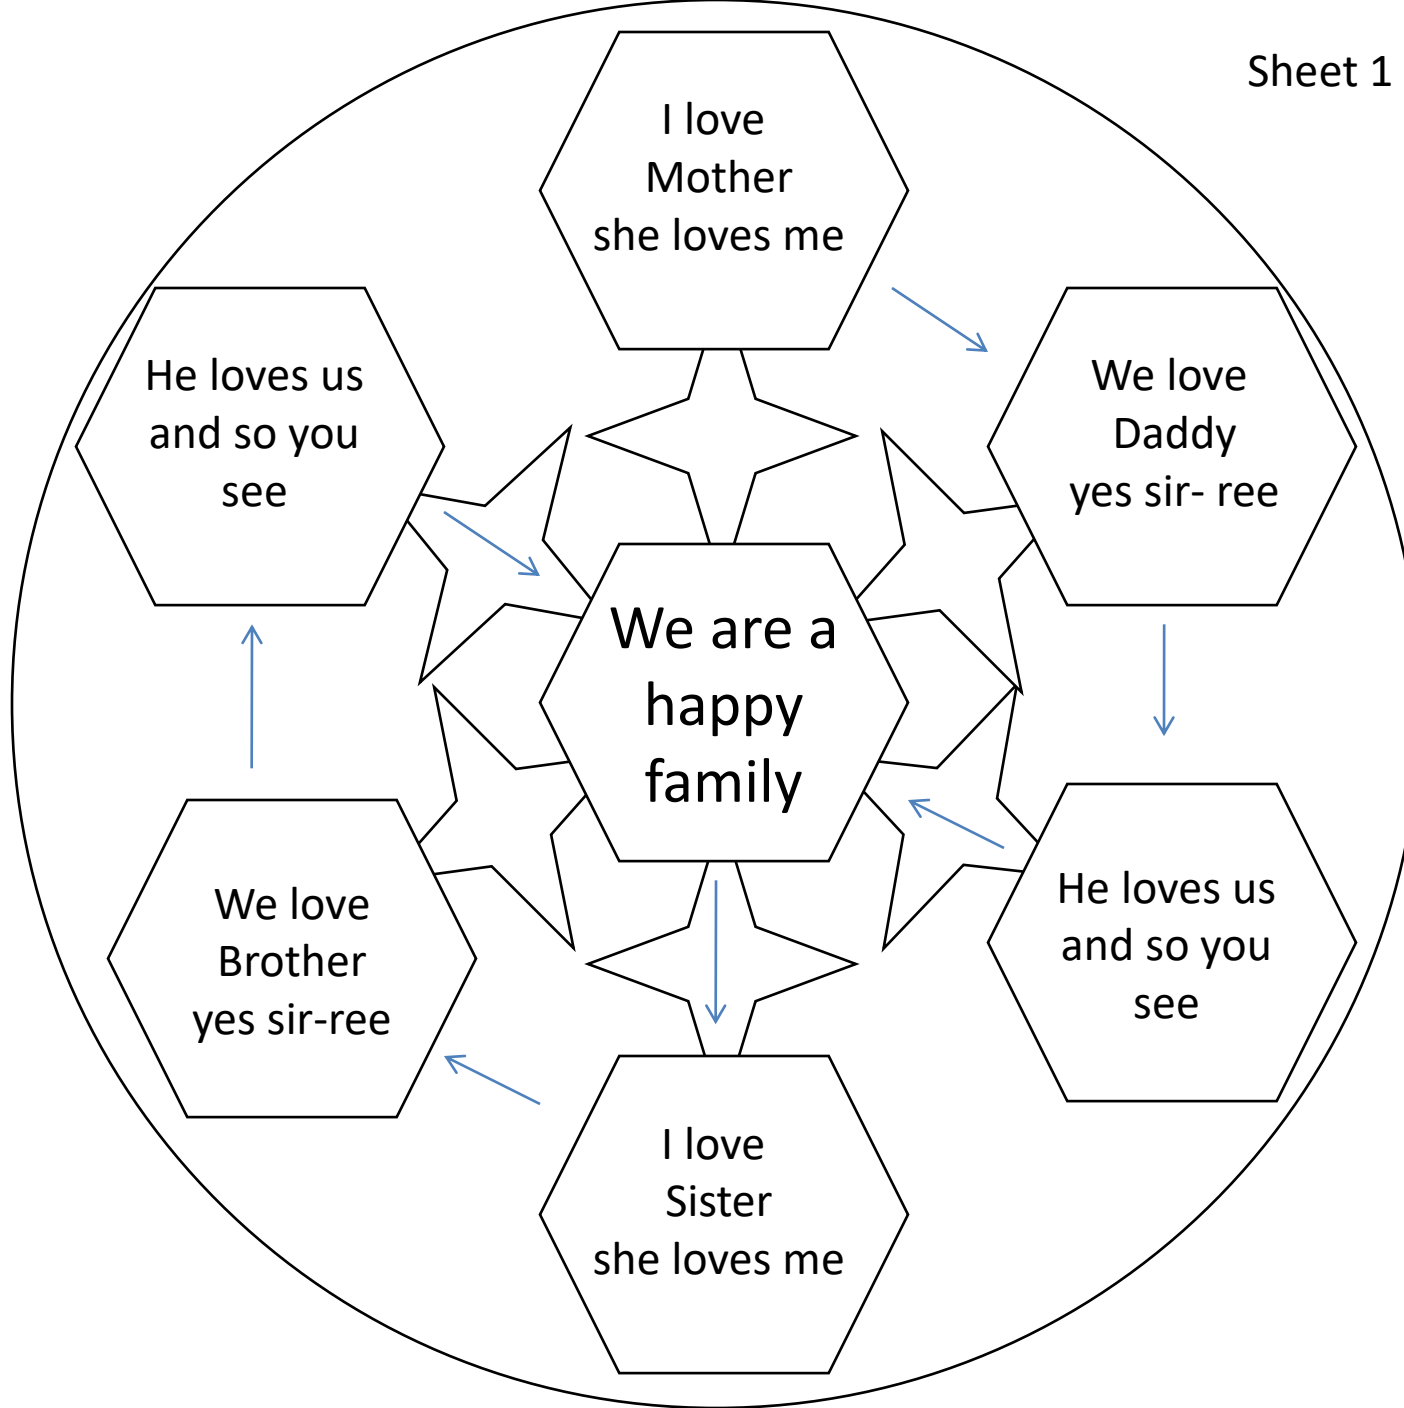 Sheet 1
I love
Mother
she loves me
We love
Daddy
yes sir- ree
He loves us
and so you
see
We are a
happy
family
I love
Sister
she loves me
We love
Brother
yes sir-ree
He loves us
and so you
see